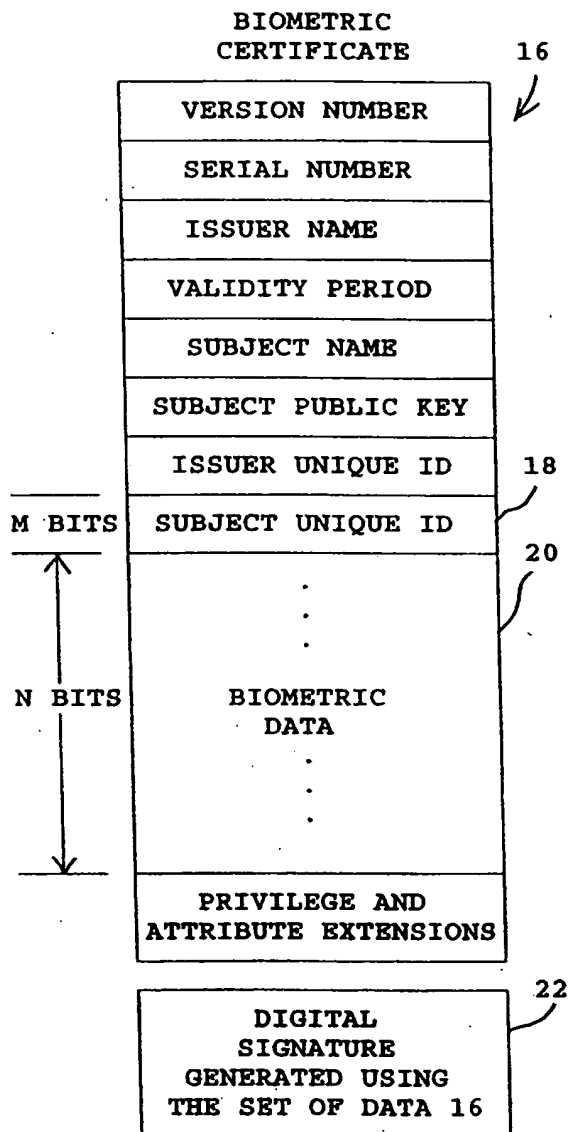 BIOMETRIC
CERTIFICATE
16
VERSION NUMBER
SERIAL NUMBER
ISSUER NAME
VALIDITY PERIOD
SUBJECT NAME
SUBJECT PUBLIC KEY
ISSUER UNIQUE ID
18
M BITS
SUBJECT UNIQUE ID
20
N BITS
BIOMETRIC
DATA
PRIVILEGE AND
ATTRIBUTE EXTENSIONS
22
DIGITAL
SIGNATURE
GENERATED USING
THE SET OF DATA 16